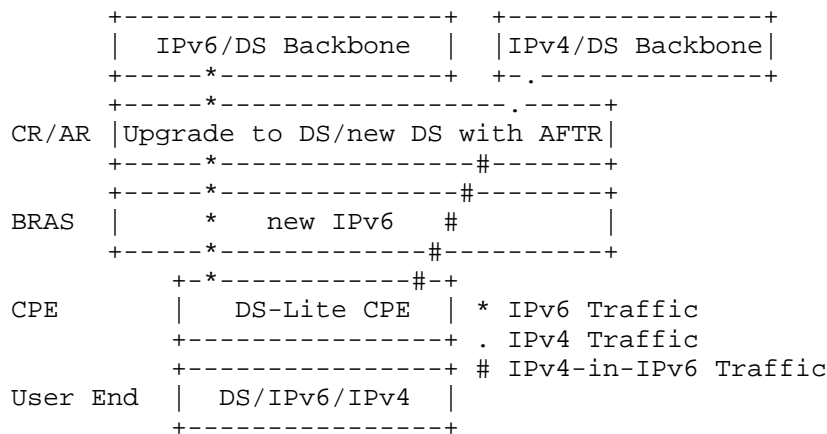 IPv6/DS Backbone IPv4/DS Backbone
CR/AR Upgrade to DS/new DS with AFTR
BRAS * new IPv6 #
CPE DS-Lite CPE * IPv6 Traffic
. IPv4 Traffic
# IPv4-in-IPv6 Traffic
User End DS/IPv6/IPv4